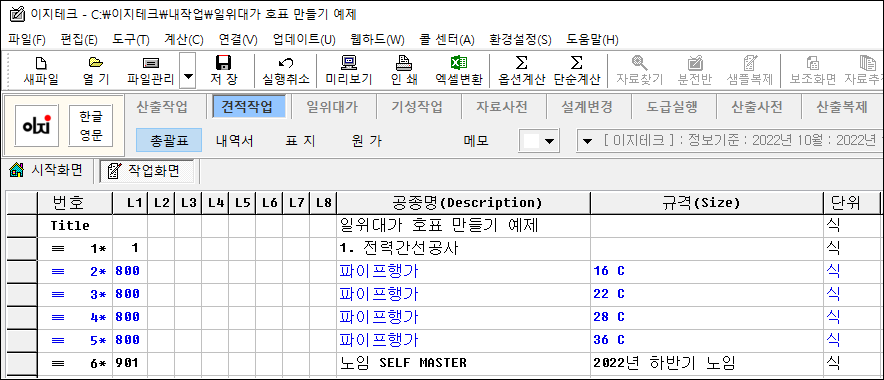 이지테크 - C:₩이지테크₩내작업₩일위대가 호표 만들기 예제
파일(F) 편집(E) 도구(T) 계산(C) 연결(V) 업데이트(U) 웹하드(W) 콜 센터(A) 환경설정(S) 도움말(H)
새파일 열 기 파일관리 저 장 실행취소 미리보기 인 쇄 엑셀변환 옵션계산 단순계산 자료찾기 분전반 샘플복제 보조화면 자료추
산출작업 견적작업 일위대가 기성작업 자료사전 설계변경 도급실행 산출사전 산출복제
한글
영문
총괄표 내역서 표 지 원 가 메모 [ 이지테크 ] : 정보기준 : 2022년 10월 : 2022년
시작화면 작업화면
번호 L1 L2 L3 L4 L5 L6 L7 L8 공종명(Description) 규격(Size) 단위
Title 일위대가 호표 만들기 예제 식
1* 1 1. 전력간선공사 식
2* 800 파이프행가 16 C 식
3* 800 파이프행가 22 C 식
4* 800 파이프행가 28 C 식
5* 800 파이프행가 36 C 식
6* 901 노임 SELF MASTER 2022년 하반기 노임 식